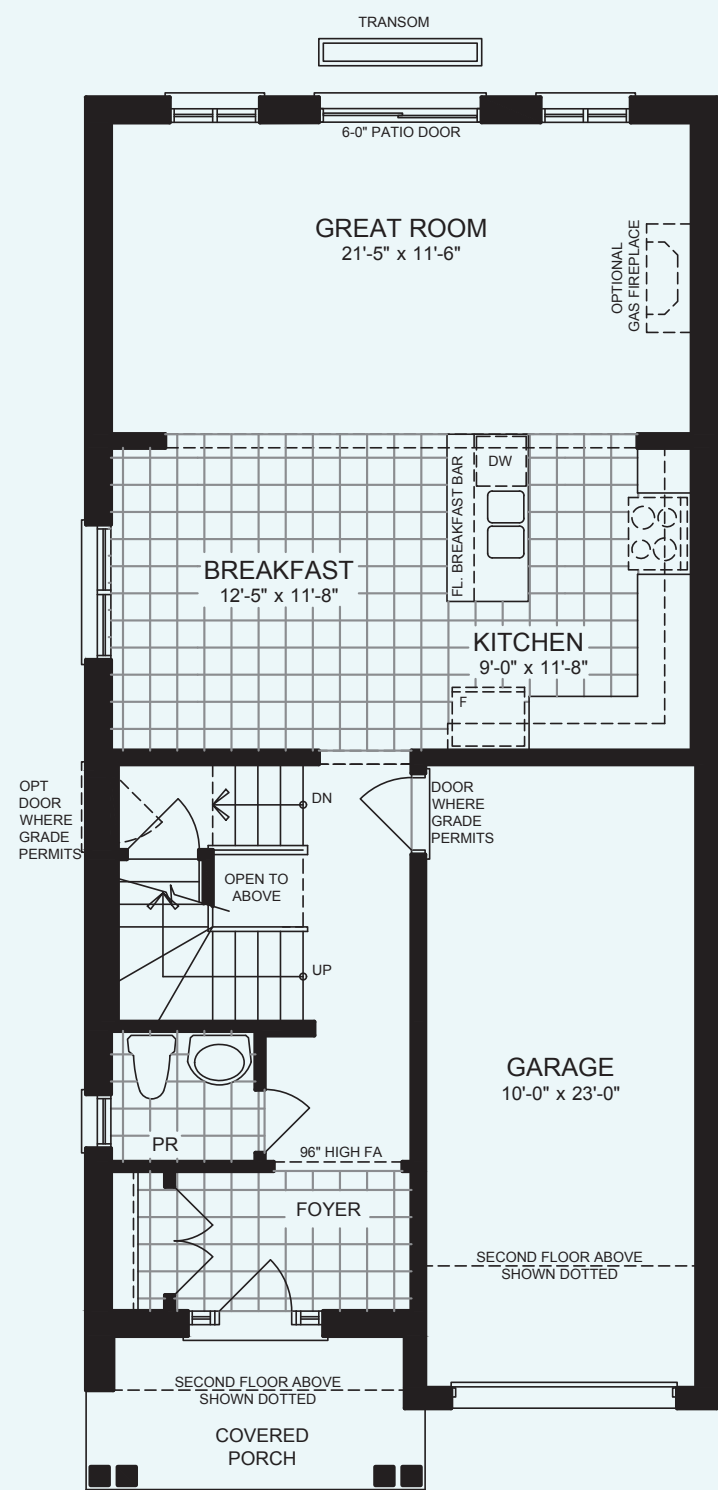 TRANSOM
6-0" PATIO DOOR
GREAT ROOM
21'-5" x 11'-6"
OPTIONAL
GAS FIREPLACE
DW
FL. BREAKFAST BAR
BREAKFAST
12'-5" x 11'-8"
KITCHEN
9'-0" x 11'-8"
F
OPT
DOOR
WHERE
GRADE
PERMITS
DN
DOOR
WHERE
GRADE
PERMITS
OPEN TO
ABOVE
UP
GARAGE
10'-0" x 23'-0"
PR
96" HIGH FA
FOYER
SECOND FLOOR ABOVE
SHOWN DOTTED
SECOND FLOOR ABOVE
SHOWN DOTTED
COVERED
PORCH